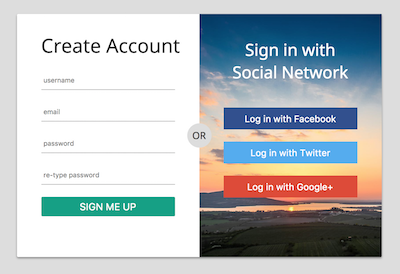 Create Account
username
email
password
re-type password
SIGN ME UP
OR
Sign in with
Social Network
Log in with Facebook
Log in with Twitter
Log in with Google+